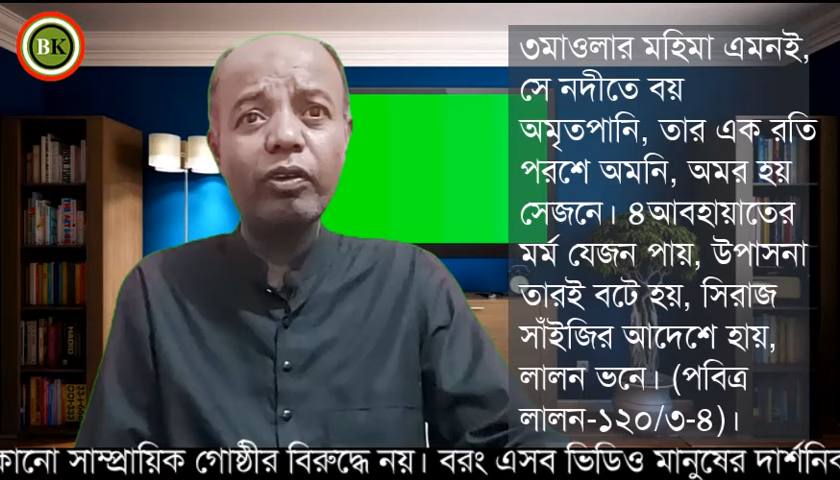 BK
৩মাওলার মহিমা এমনই,
সে নদীতে বয়
অমৃতপানি, তার এক রতি
পরশে অমনি, অমর হয়
সেজনে। ৪আবহায়াতের
মর্ম যেজন পায়, উপাসনা
তারই বটে হয়, সিরাজ
সাঁইজির আদেশে হায়,
লালন ভনে। (পবিত্র
লালন-১২০/৩-৪)।
কোনো সাম্প্রায়িক গোষ্ঠীর বিরুদ্ধে নয়। বরং এসব ভিডিও মানুষের দার্শনিব